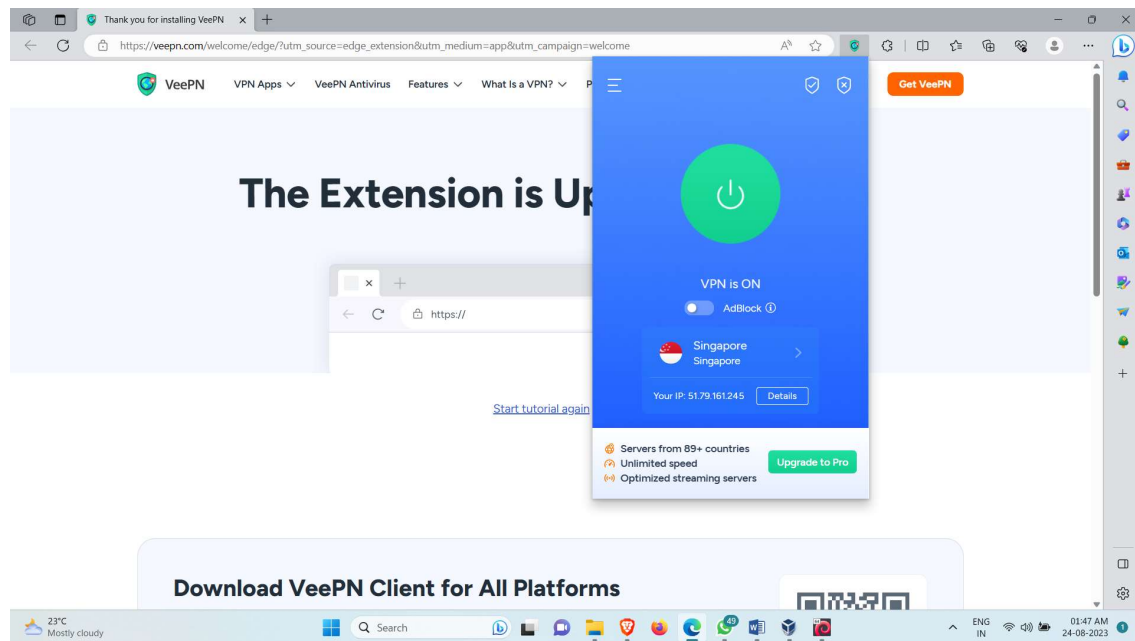 Thank you for installing VeePN
https://veepn.com/welcome/edge/?utm_source=edge_extension&utm_medium=app&utm_campaign=welcome
VeePN
VPN Apps
VeePN Antivirus
Features
What Is a VPN?
P
Get VeePN
The Extension is Up
https://
Start tutorial again
VPN is ON
AdBlock
Singapore
Singapore
Your IP: 51.79.161.245
Details
Servers from 89+ countries
Unlimited speed
Optimized streaming servers
Upgrade to Pro
Download VeePN Client for All Platforms
23°C
Mostly cloudy
Search
49
ENG
IN
01:47 AM
24-08-2023
1